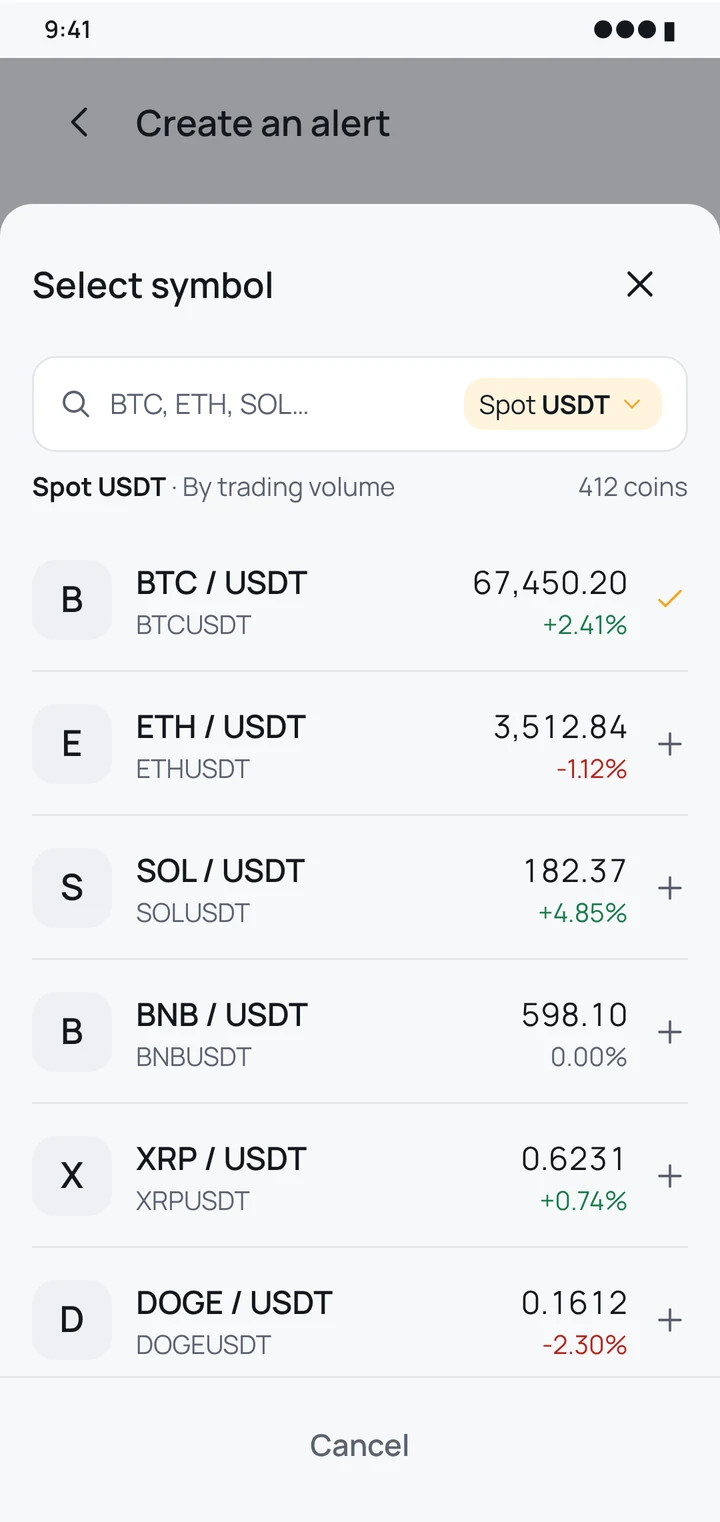 9:41
Create an alert
Select symbol
BTC, ETH, SOL... Spot USDT
Spot USDT · By trading volume 412 coins
B BTC / USDT 67,450.20
BTCUSDT +2.41%
E ETH / USDT 3,512.84
ETHUSDT -1.12%
S SOL / USDT 182.37
SOLUSDT +4.85%
B BNB / USDT 598.10
BNBUSDT 0.00%
X XRP / USDT 0.6231
XRPUSDT +0.74%
D DOGE / USDT 0.1612
DOGEUSDT -2.30%
Cancel